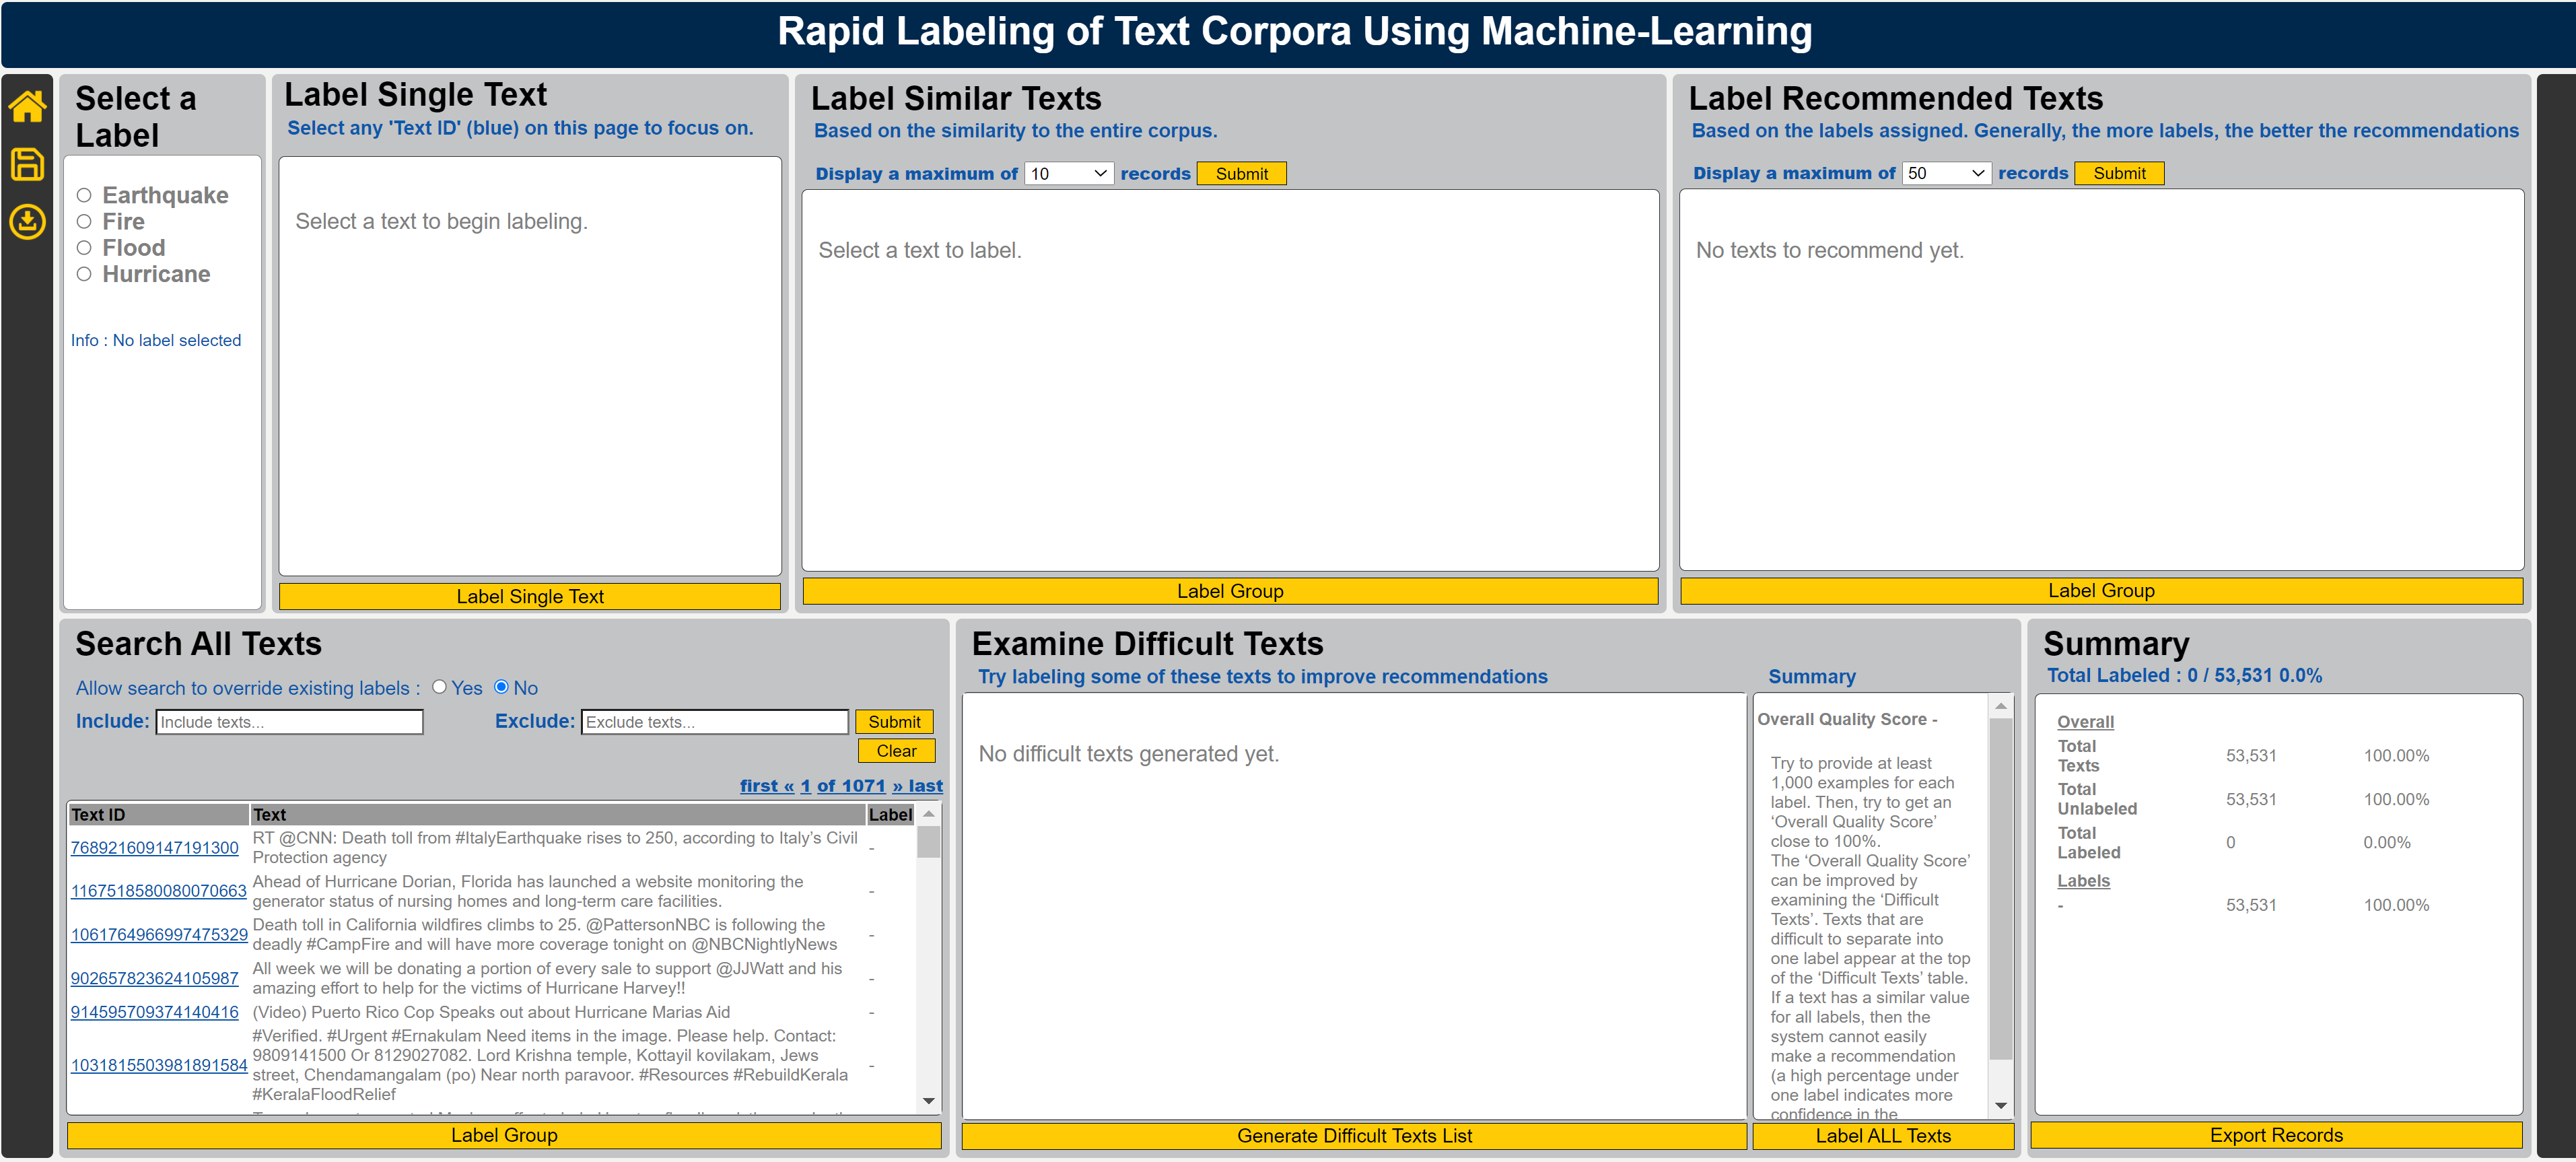 Rapid Labeling of Text Corpora Using Machine-Learning
Select a
Label
Earthquake
Fire
Flood
Hurricane
Info : No label selected
Label Single Text
Select any 'Text ID' (blue) on this page to focus on.
Select a text to begin labeling.
Label Single Text
Label Similar Texts
Based on the similarity to the entire corpus.
Display a maximum of 10 records Submit
Select a text to label.
Label Group
Label Recommended Texts
Based on the labels assigned. Generally, the more labels, the better the recommendations
Display a maximum of 50 records Submit
No texts to recommend yet.
Label Group
Search All Texts
Allow search to override existing labels : Yes No
Include: Include texts... Exclude: Exclude texts... Submit
Clear
first « 1 of 1071 » last
Text ID Text Label
768921609147191300 RT @CNN: Death toll from #ItalyEarthquake rises to 250, according to Italy’s Civil
Protection agency -
1167518580080070663 Ahead of Hurricane Dorian, Florida has launched a website monitoring the
generator status of nursing homes and long-term care facilities. -
1061764966997475329 Death toll in California wildfires climbs to 25. @PattersonNBC is following the
deadly #CampFire and will have more coverage tonight on @NBCNightlyNews -
902657823624105987 All week we will be donating a portion of every sale to support @JJWatt and his
amazing effort to help for the victims of Hurricane Harvey!! -
914595709374140416 (Video) Puerto Rico Cop Speaks out about Hurricane Marias Aid -
#Verified. #Urgent #Ernakulam Need items in the image. Please help. Contact:
9809141500 Or 8129027082. Lord Krishna temple, Kottayil kovilakam, Jews
1031815503981891584 street, Chendamangalam (po) Near north paravoor. #Resources #RebuildKerala -
#KeralaFloodRelief
Label Group
Examine Difficult Texts
Try labeling some of these texts to improve recommendations
No difficult texts generated yet.
Generate Difficult Texts List
Summary
Overall Quality Score -
Try to provide at least
1,000 examples for each
label. Then, try to get an
‘Overall Quality Score’
close to 100%.
The ‘Overall Quality Score’
can be improved by
examining the ‘Difficult
Texts’. Texts that are
difficult to separate into
one label appear at the top
of the ‘Difficult Texts’ table.
If a text has a similar value
for all labels, then the
system cannot easily
make a recommendation
(a high percentage under
one label indicates more
confidence in the
Label ALL Texts
Summary
Total Labeled : 0 / 53,531 0.0%
Overall
Total
Texts 53,531 100.00%
Total
Unlabeled 53,531 100.00%
Total
Labeled 0 0.00%
Labels
- 53,531 100.00%
Export Records